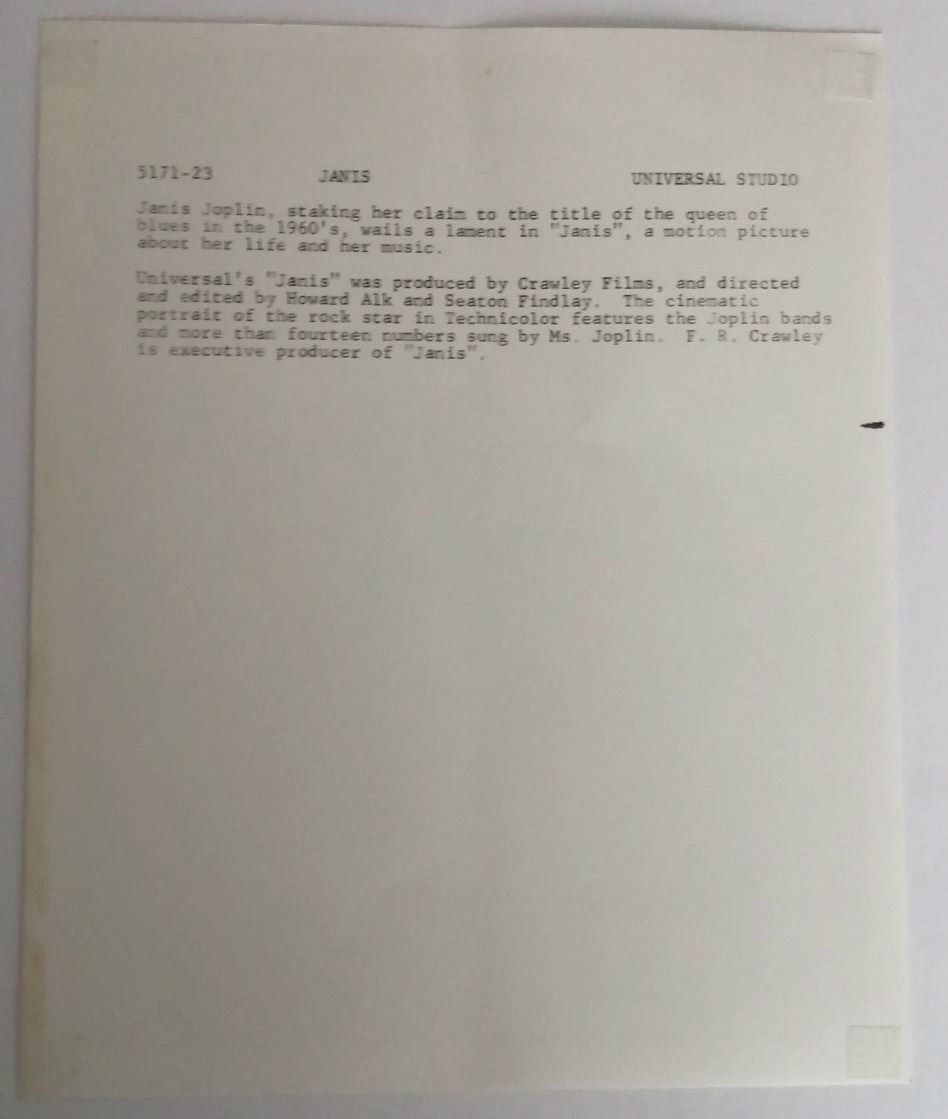 5171-23 JANIS UNIVERSAL STUDIO
Janis Joplin, staking her claim to the title of the queen of
blues in the 1960's, wails a lament in "Janis", a motion picture
about her life and her music.
Universal's "Janis" was produced by Crawley Films, and directed
and edited by Howard Alk and Seaton Findlay. The cinematic
portrait of the rock star in Technicolor features the Joplin bands
and more than fourteen numbers sung by Ms. Joplin. F. R. Crawley
is executive producer of "Janis".